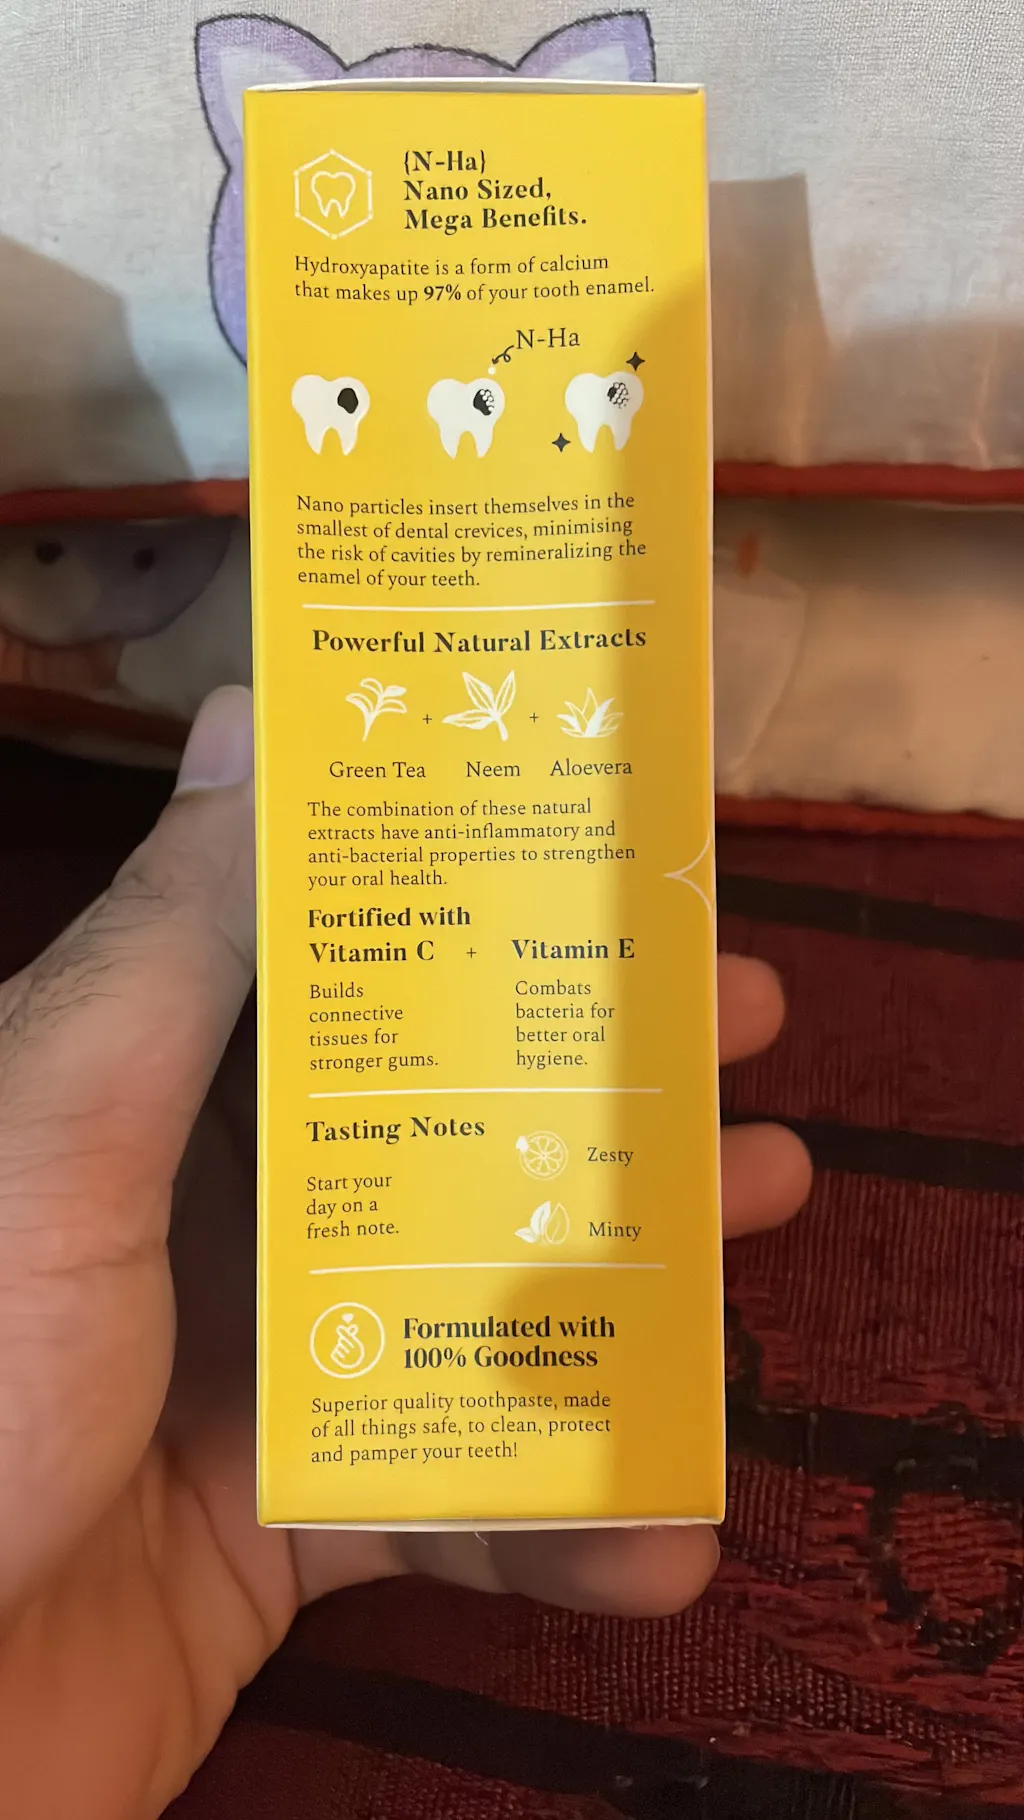 {N-Ha}
Nano Sized,
Mega Benefits.
Hydroxyapatite is a form of calcium
that makes up 97% of your tooth enamel.
N-Ha
Nano particles insert themselves in the
smallest of dental crevices, minimising
the risk of cavities by remineralizing the
enamel of your teeth.
Powerful Natural Extracts
+ +
Green Tea Neem Aloevera
The combination of these natural
extracts have anti-inflammatory and
anti-bacterial properties to strengthen
your oral health.
Fortified with
Vitamin C + Vitamin E
Builds
connective
tissues for
stronger gums.
Combats
bacteria for
better oral
hygiene.
Tasting Notes
Start your
day on a
fresh note.
Zesty
Minty
Formulated with
100% Goodness
Superior quality toothpaste, made
of all things safe, to clean, protect
and pamper your teeth!